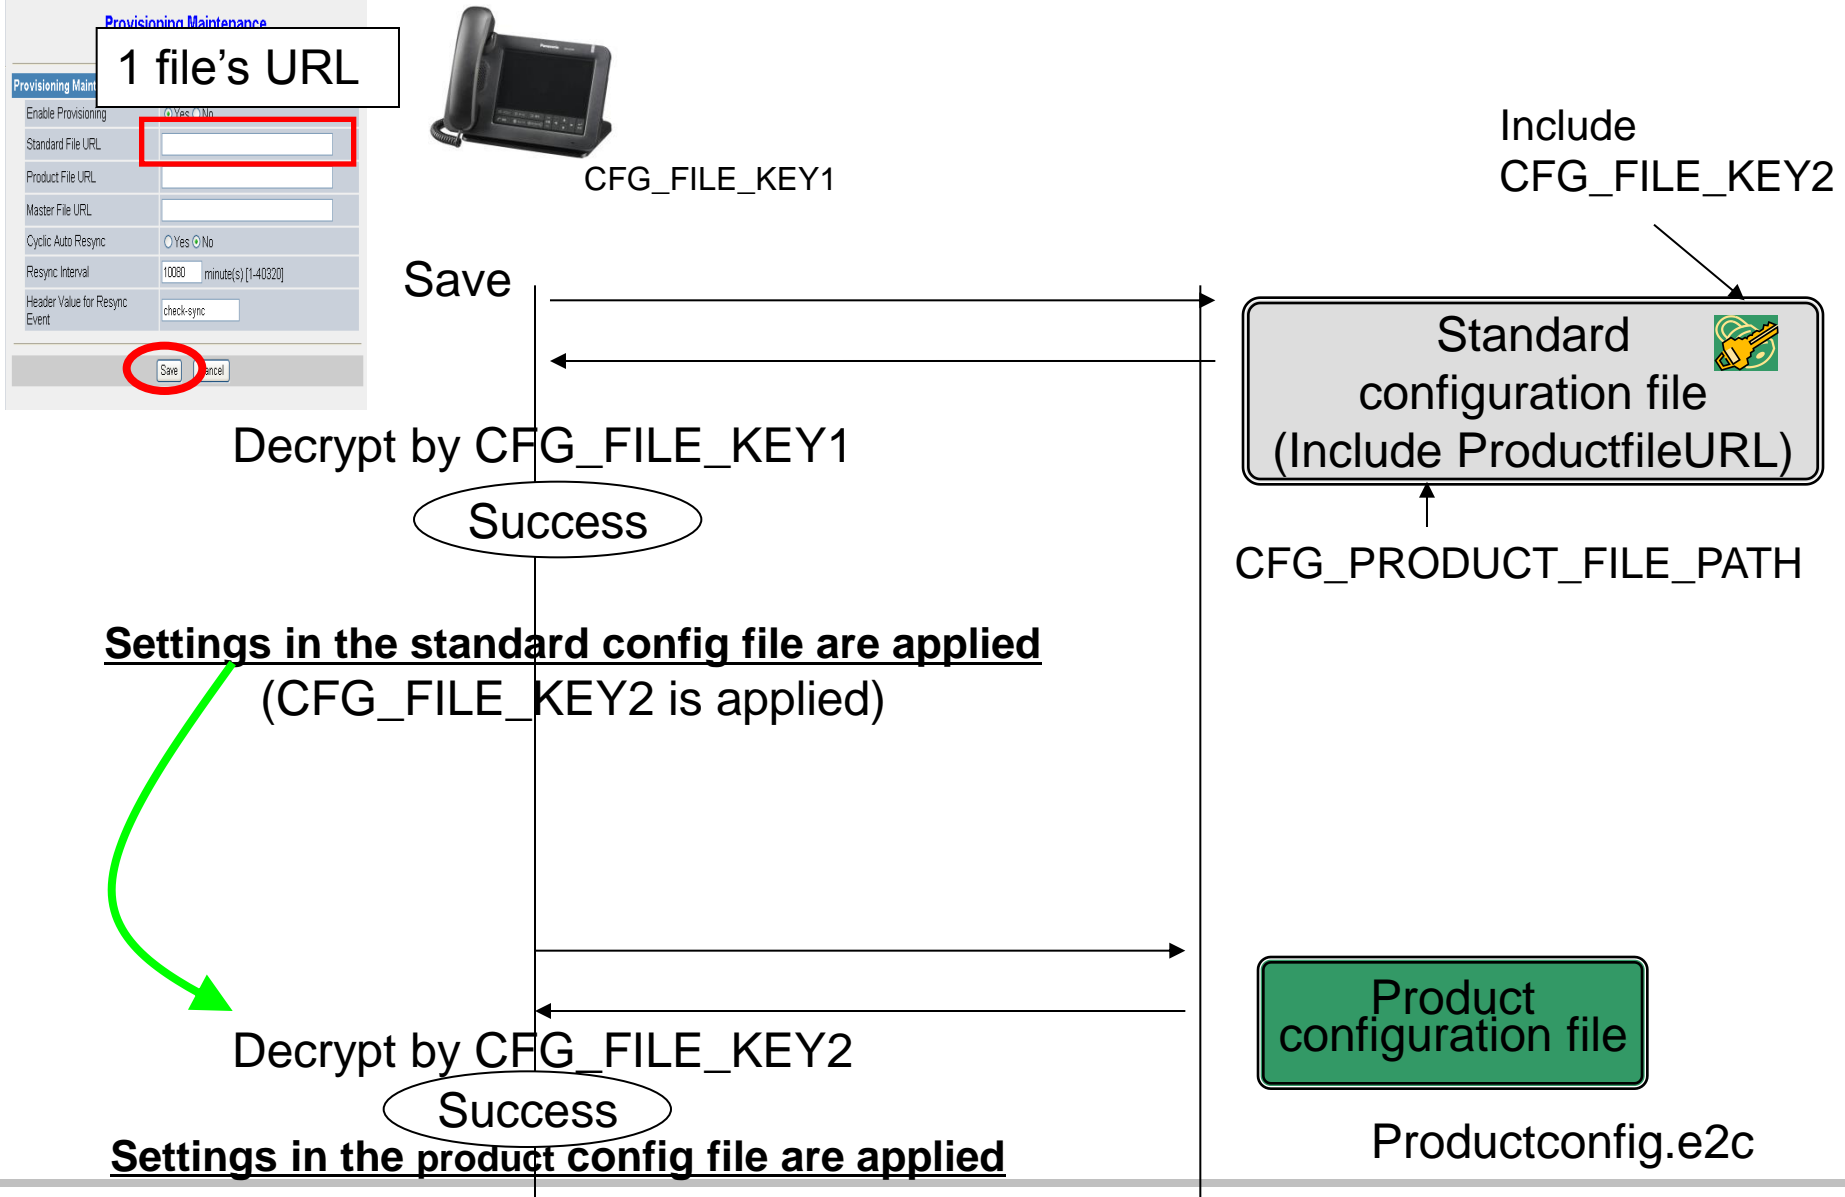 Provisioning Maintenance
1 file's URL
Provisioning Maint
Enable Provisioning
Yes No
Standard File URL
Product File URL
Master File URL
Cyclic Auto Resync
Yes No
Resync Interval
10080 minute(s) [1-40320]
Header Value for Resync
Event
check-sync
Save Cancel
Panasonic
CFG_FILE_KEY1
Include
CFG_FILE_KEY2
Save
Standard
configuration file
(Include ProductfileURL)
Decrypt by CFG_FILE_KEY1
Success
CFG_PRODUCT_FILE_PATH
Settings in the standard config file are applied
(CFG_FILE_KEY2 is applied)
Product
configuration file
Decrypt by CFG_FILE_KEY2
Success
Productconfig.e2c
Settings in the product config file are applied